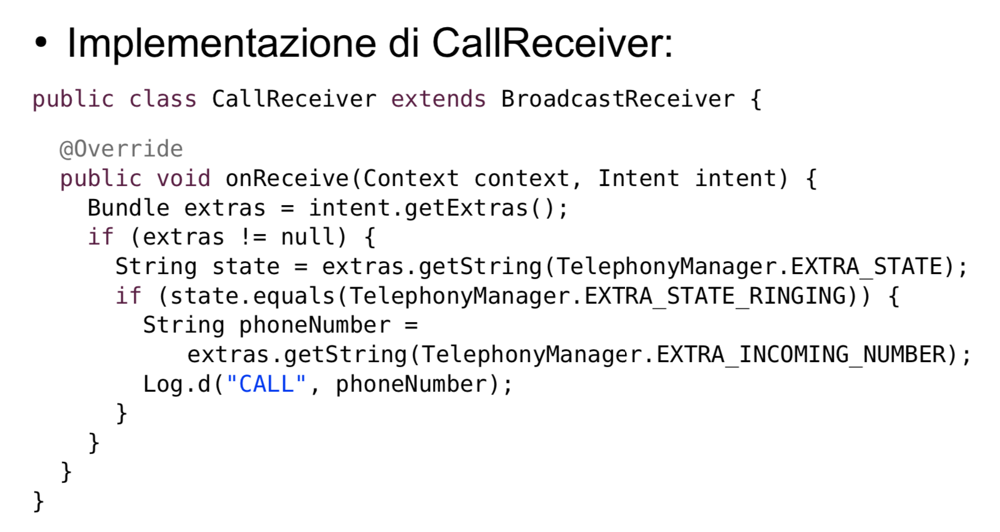 • Implementazione di CallReceiver:
public class CallReceiver extends BroadcastReceiver {
@Override
public void onReceive(Context context, Intent intent) {
Bundle extras = intent.getExtras();
if (extras != null) {
String state = extras.getString(TelephonyManager.EXTRA_STATE);
if (state.equals(TelephonyManager.EXTRA_STATE_RINGING)) {
String phoneNumber =
extras.getString(TelephonyManager.EXTRA_INCOMING_NUMBER);
Log.d("CALL", phoneNumber);
}
}
}
}